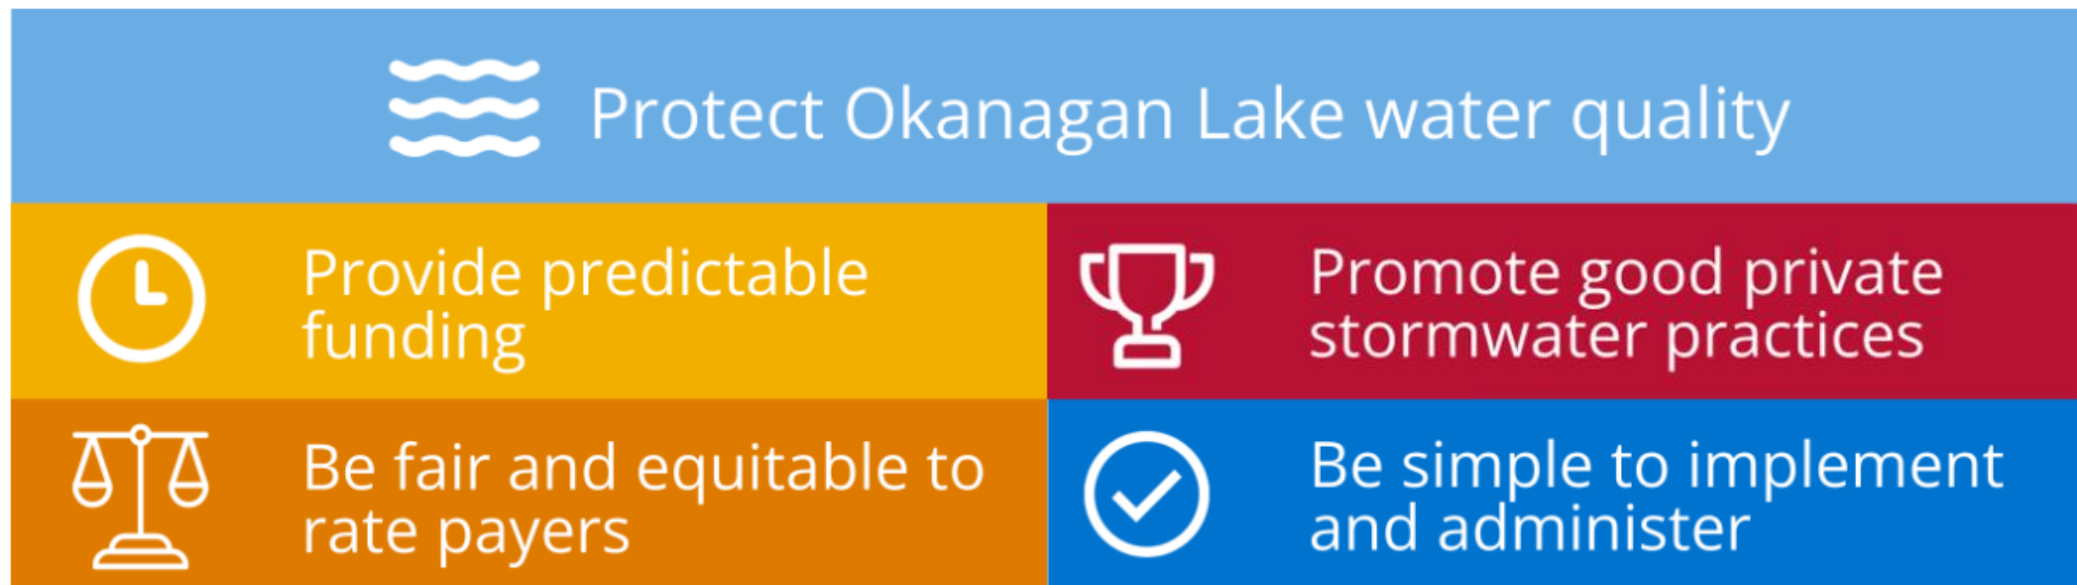 Protect Okanagan Lake water quality
Provide predictable
funding
Promote good private
stormwater practices
Be fair and equitable to
rate payers
Be simple to implement
and administer